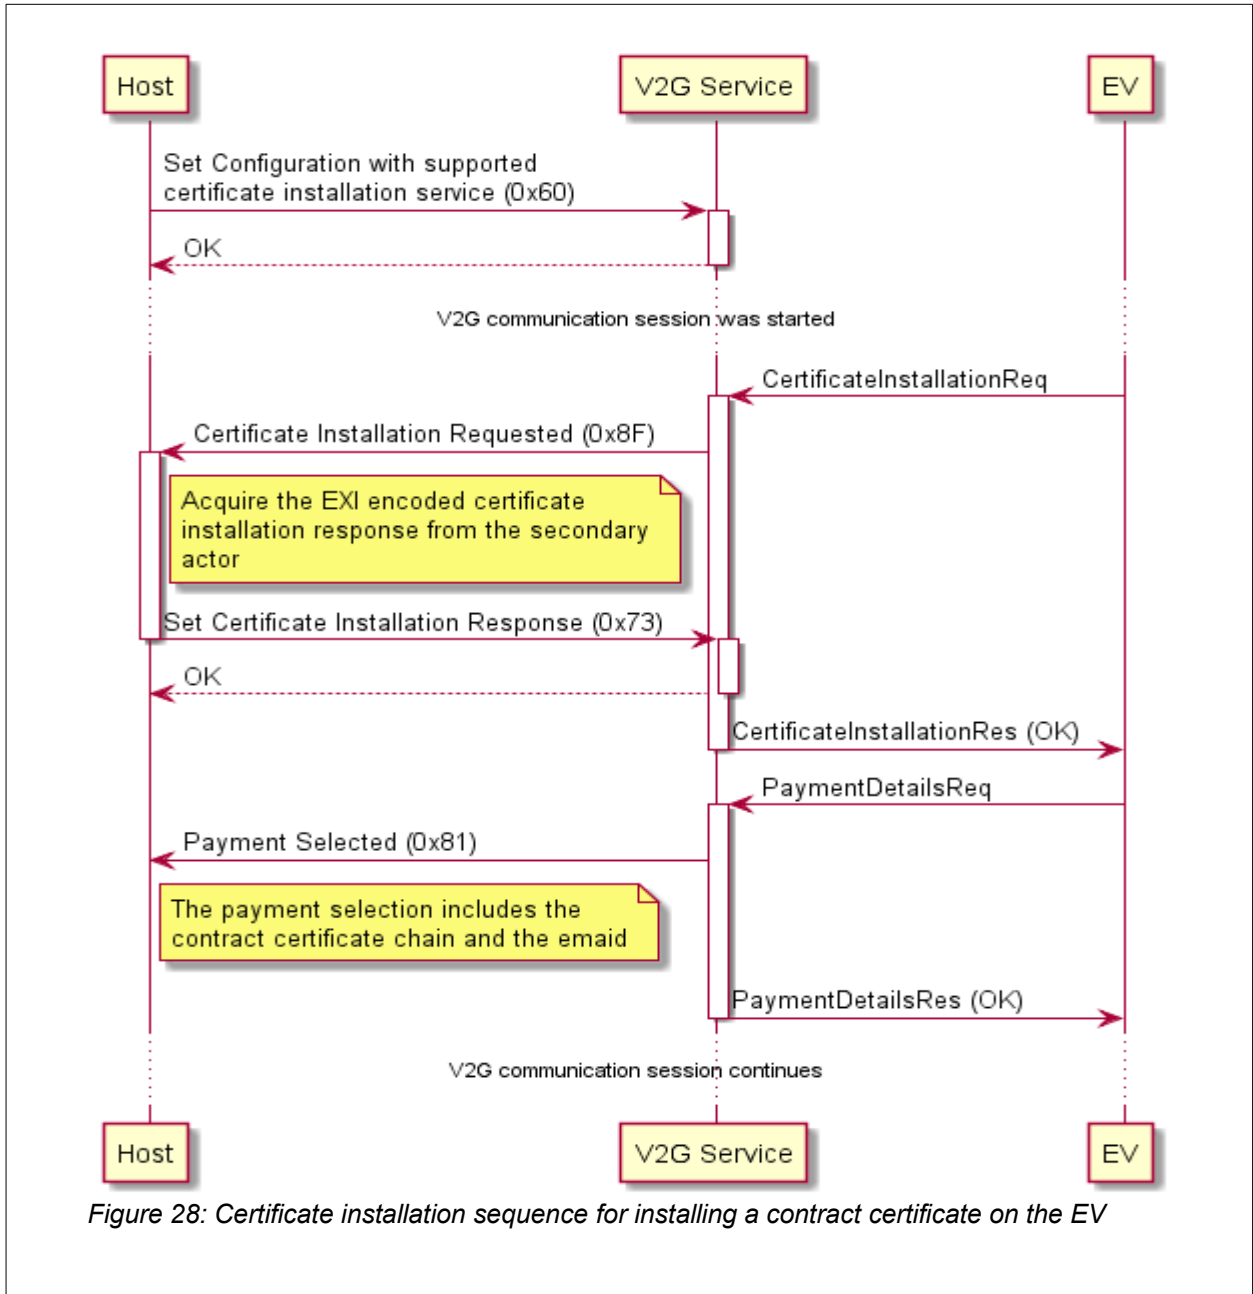 Host
V2G Service
EV
Set Configuration with supported
certificate installation service (0x60)
OK
V2G communication session was started
CertificateInstallationReq
Certificate Installation Requested (0x8F)
Acquire the EXI encoded certificate
installation response from the secondary
actor
Set Certificate Installation Response (0x73)
OK
CertificateInstallationRes (OK)
PaymentDetailsReq
Payment Selected (0x81)
The payment selection includes the
contract certificate chain and the emaid
PaymentDetailsRes (OK)
V2G communication session continues
Host
V2G Service
EV
Figure 28: Certificate installation sequence for installing a contract certificate on the EV